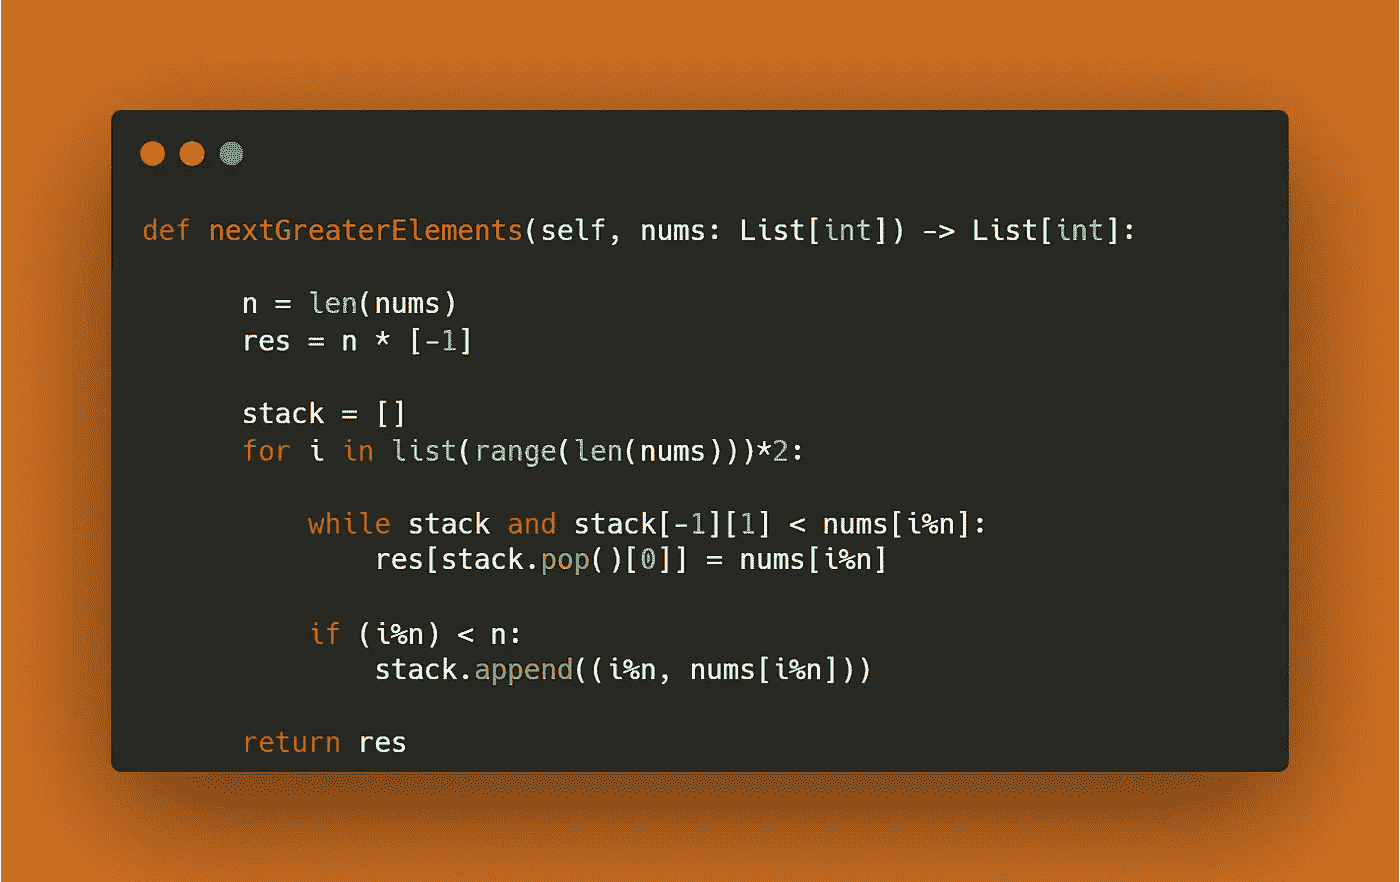 def nextGreaterElements(self, nums: List[int]) -> List[int]:
n = len(nums)
res = n * [-1]
stack = []
for i in list(range(len(nums)))*2:
while stack and stack[-1][1] < nums[i%n]:
res[stack.pop()[0]] = nums[i%n]
if (i%n) < n:
stack.append((i%n, nums[i%n]))
return res